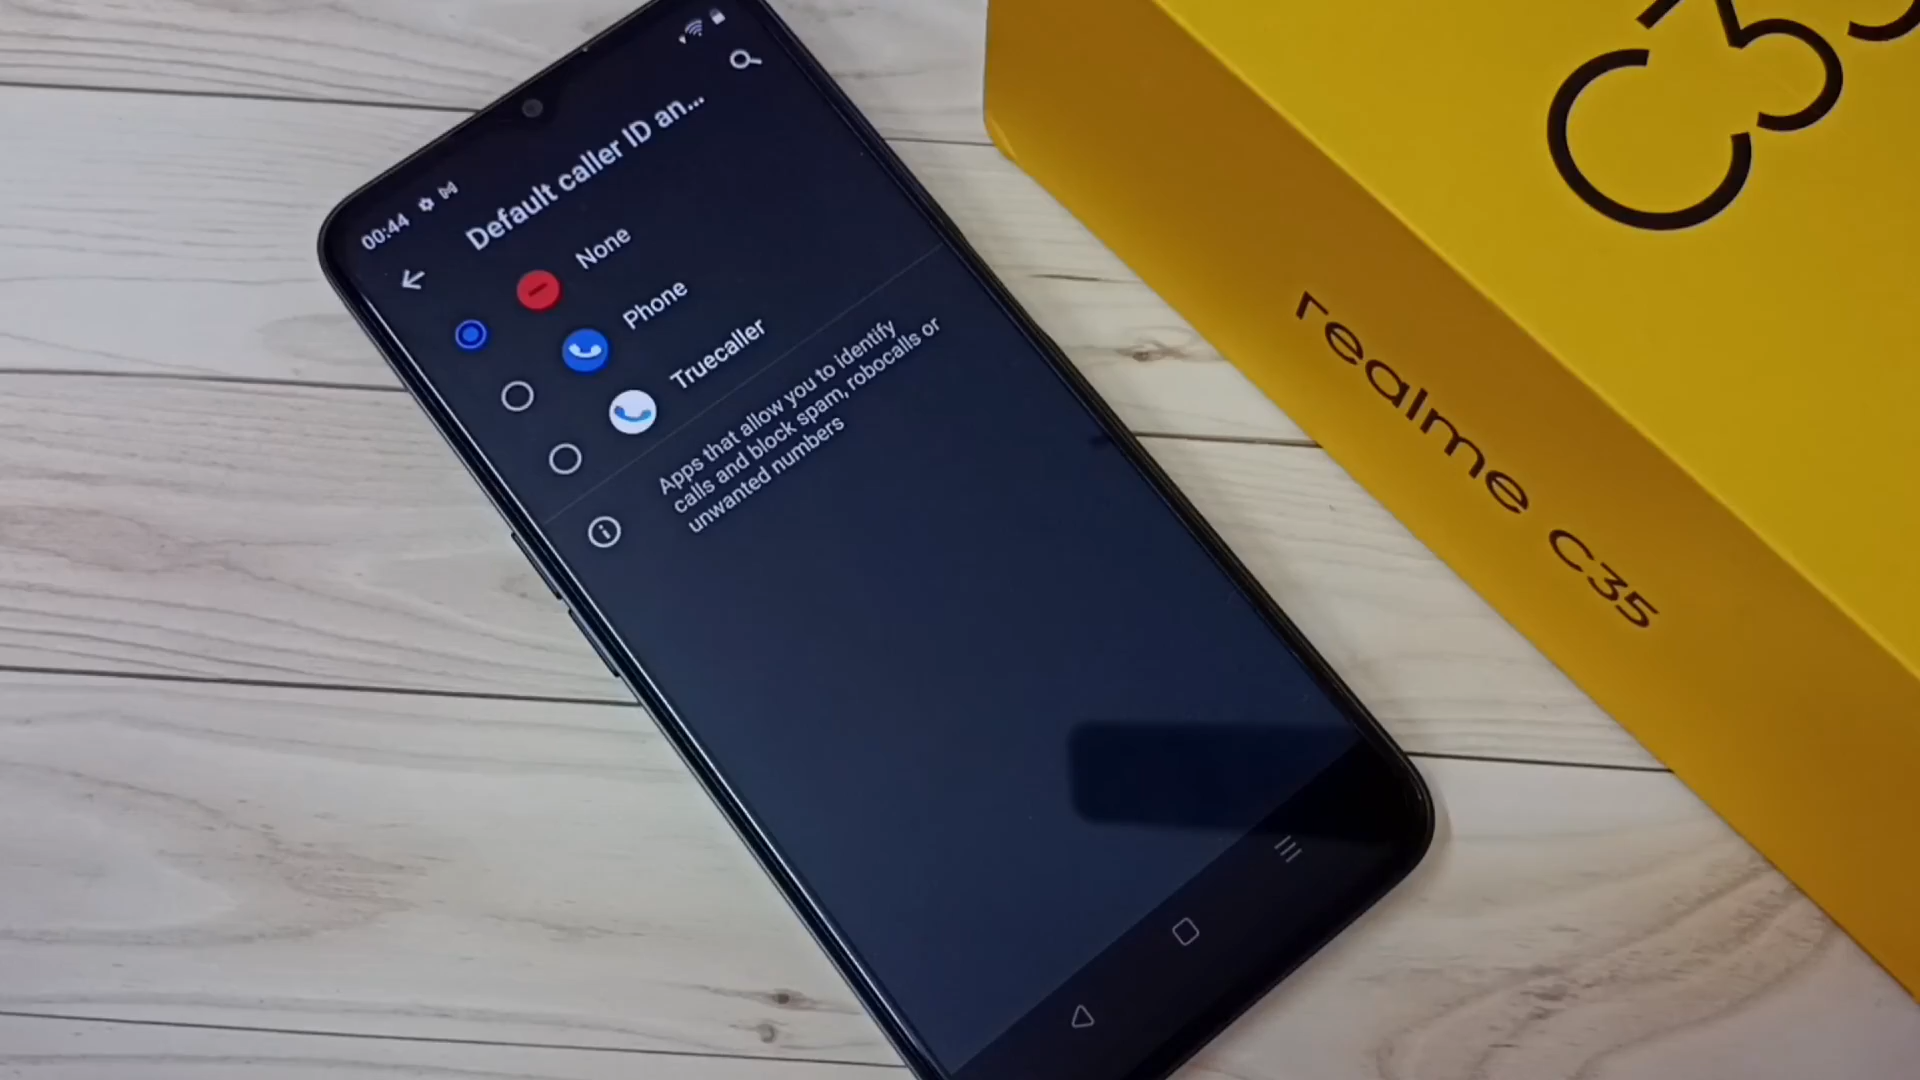 00:44
Default caller ID an...
None
Phone
Truecaller
Apps that allow you to identify
calls and block spam, robocalls or
unwanted numbers
C35
realme C35